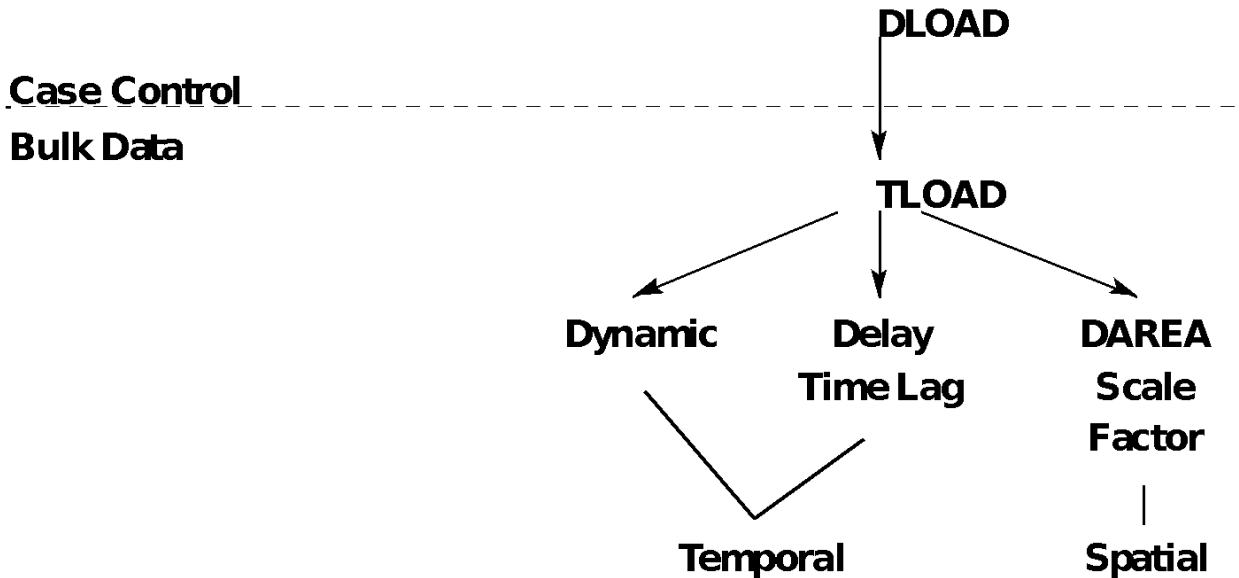 DLOAD
Case Control
Bulk Data
TLOAD
Dynamic
Delay
Time Lag
DAREA
Scale
Factor
Temporal
Spatial